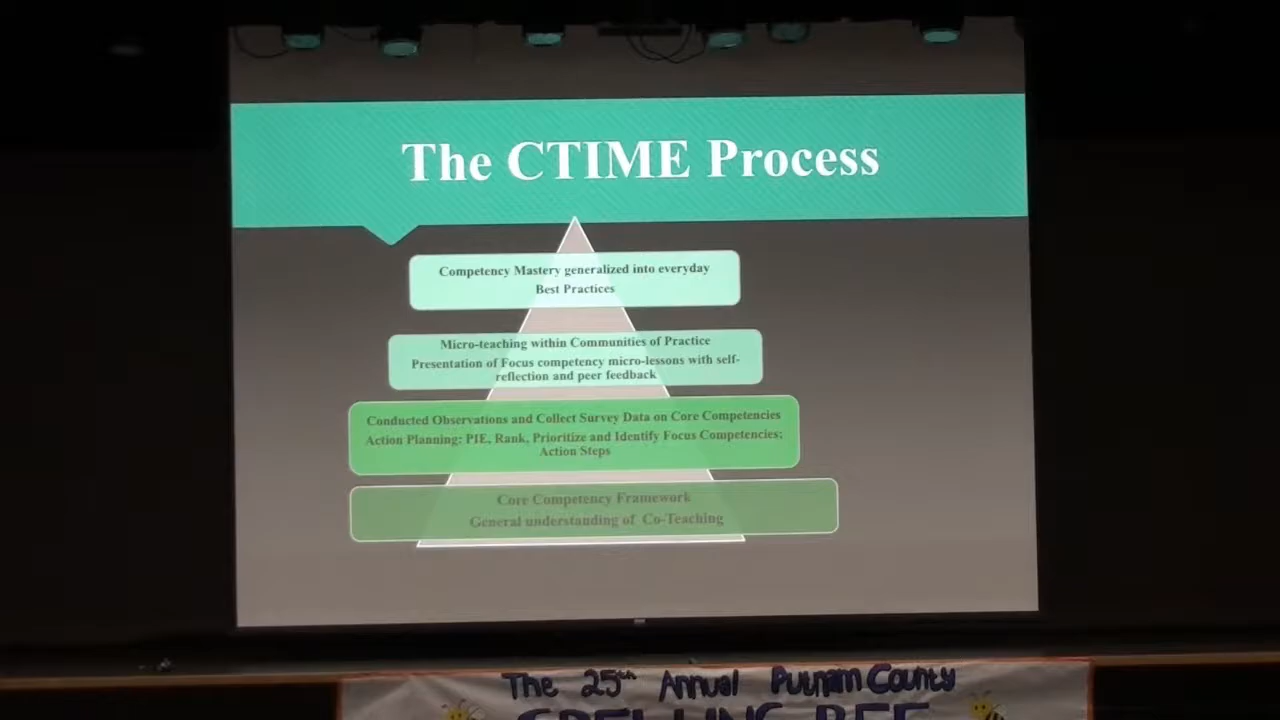 The CTIME Process
Competency Mastery generalized into everyday
Best Practices
Micro-teaching within Communities of Practice
Presentation of Focus competency micro-lessons with self-
reflection and peer feedback
Conducted Observations and Collect Survey Data on Core Competencies
Action Planning: PIE, Rank, Prioritize and Identify Focus Competencies;
Action Steps
Core Competency Framework
General understanding of Co-Teaching
The 25th Annual Putnam County
SPELLING BEE